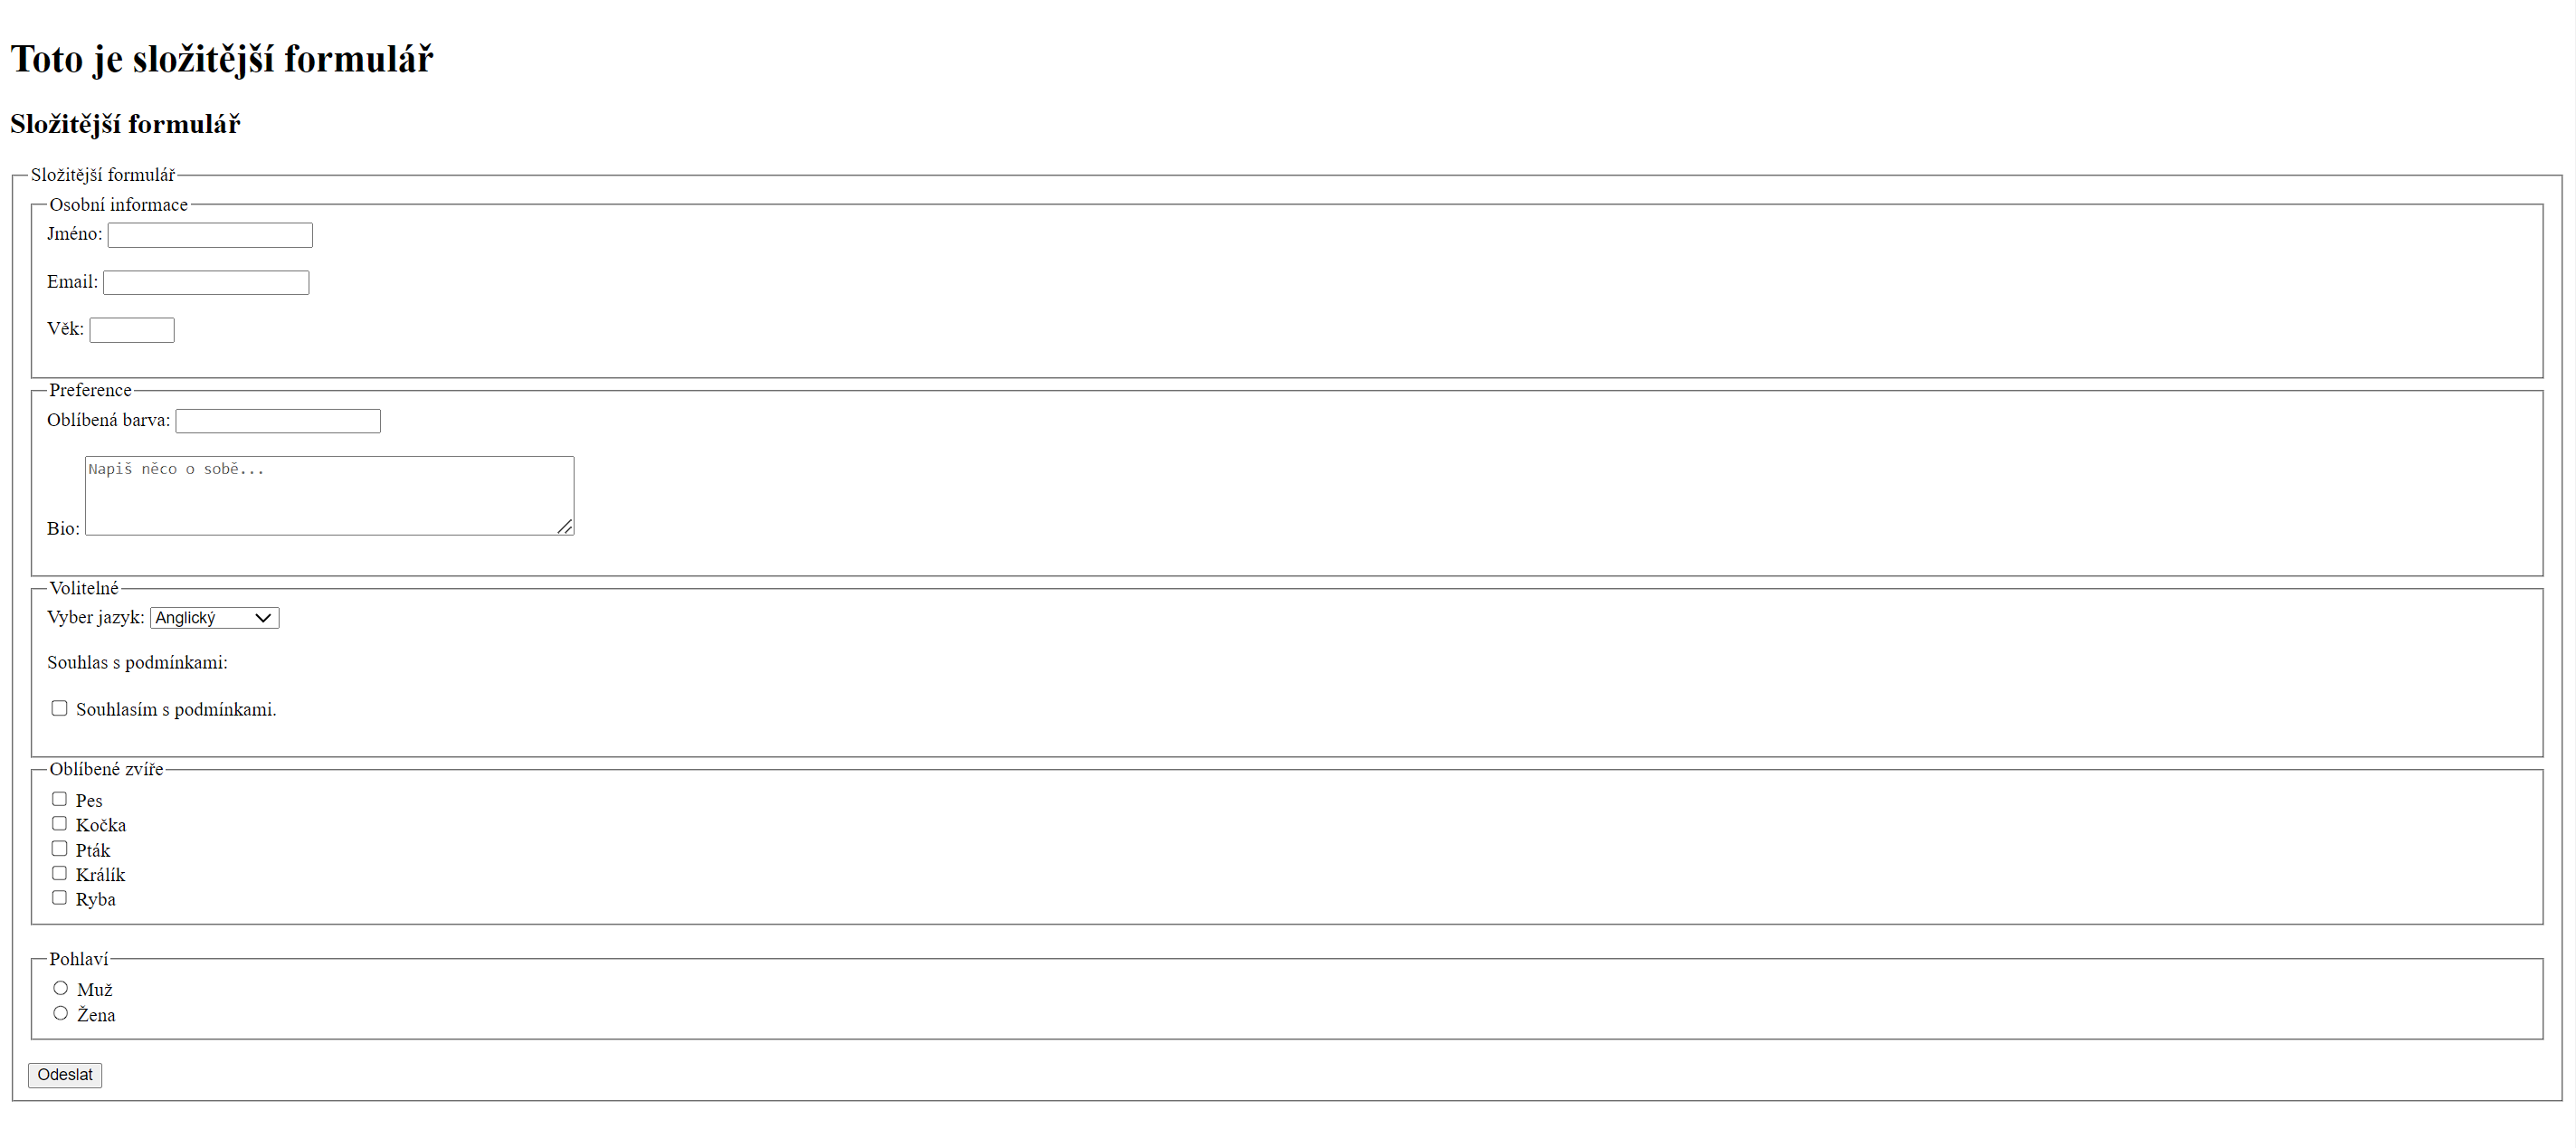 Toto je složitější formulář
Složitější formulář
Složitější formulář
Osobní informace
Jméno:
Email:
Věk:
Preference
Oblíbená barva:
Napiš něco o sobě...
Bio:
Volitelné
Vyber jazyk: Anglický
Souhlas s podmínkami:
Souhlasím s podmínkami.
Oblíbené zvíře
Pes
Kočka
Pták
Králík
Ryba
Pohlaví
Muž
Žena
Odeslat